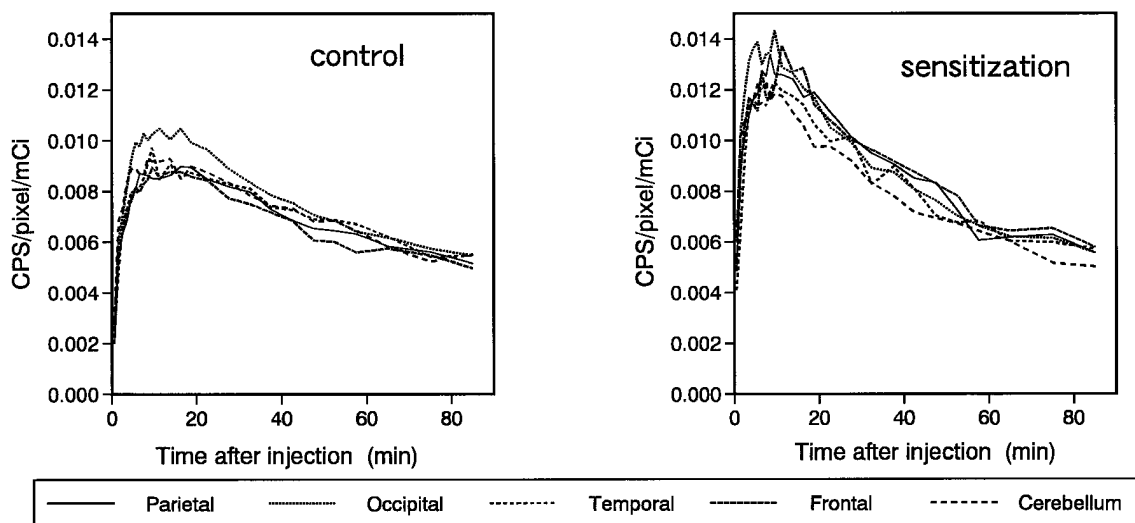 control
CPS/pixel/mCi
0.014
0.012
0.010
0.008
0.006
0.004
0.002
0.000
0 20 40 60 80
Time after injection (min)
sensitization
CPS/pixel/mCi
0.014
0.012
0.010
0.008
0.006
0.004
0.002
0.000
0 20 40 60 80
Time after injection (min)
Parietal Occipital Temporal Frontal Cerebellum